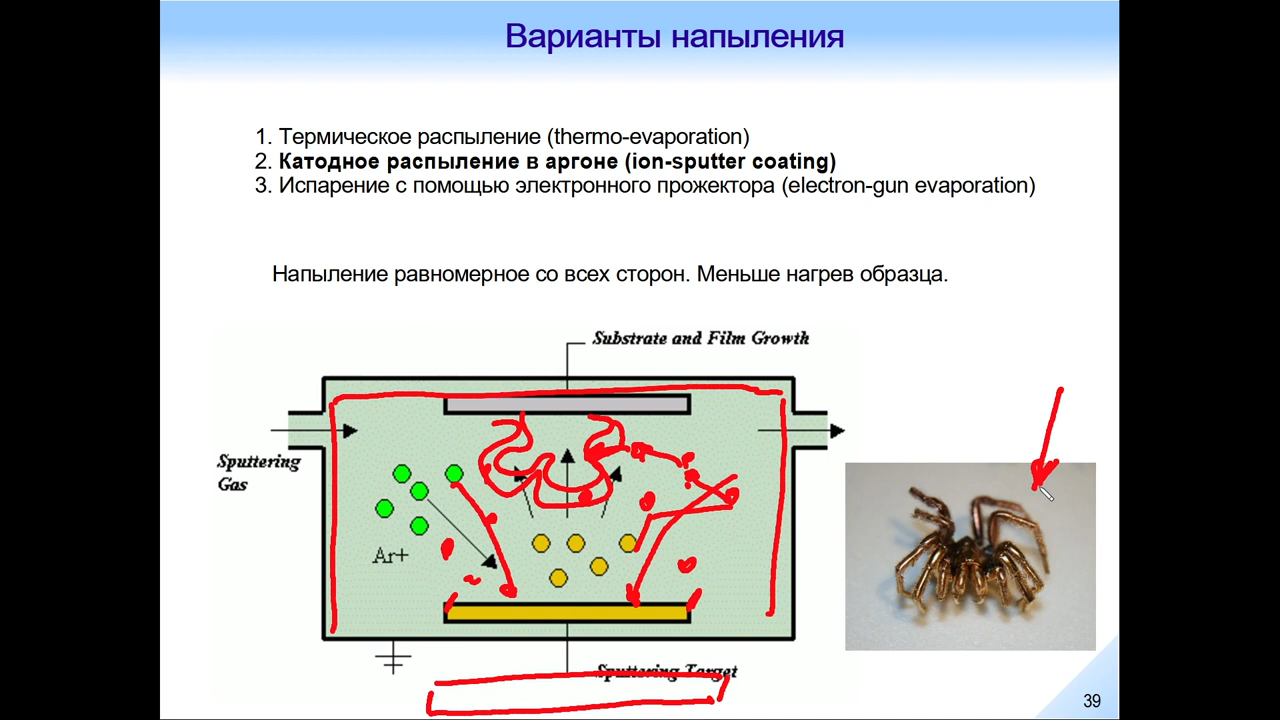 Варианты напыления
1. Термическое распыление (thermo-evaporation)
2. Катодное распыление в аргоне (ion-sputter coating)
3. Испарение с помощью электронного прожектора (electron-gun evaporation)
Напыление равномерное со всех сторон. Меньше нагрев образца.
Substrate and Film Growth
Sputtering
Gas
Ar+
Sputtering Target
39